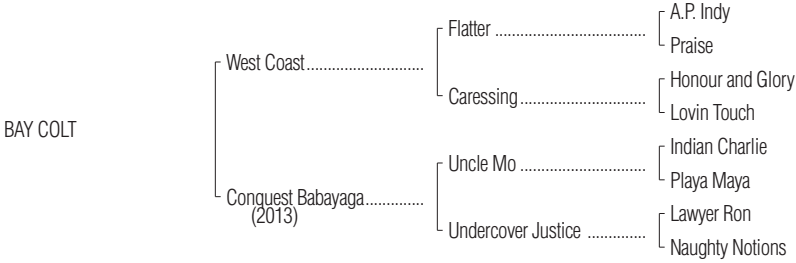 A.P. Indy
Flatter ....................................
Praise
West Coast...........................
Honour and Glory
Caressing..............................
Lovin Touch
BAY COLT
Indian Charlie
Uncle Mo ..............................
Playa Maya
Conquest Babayaga..............
(2013)
Lawyer Ron
Undercover Justice ..............
Naughty Notions